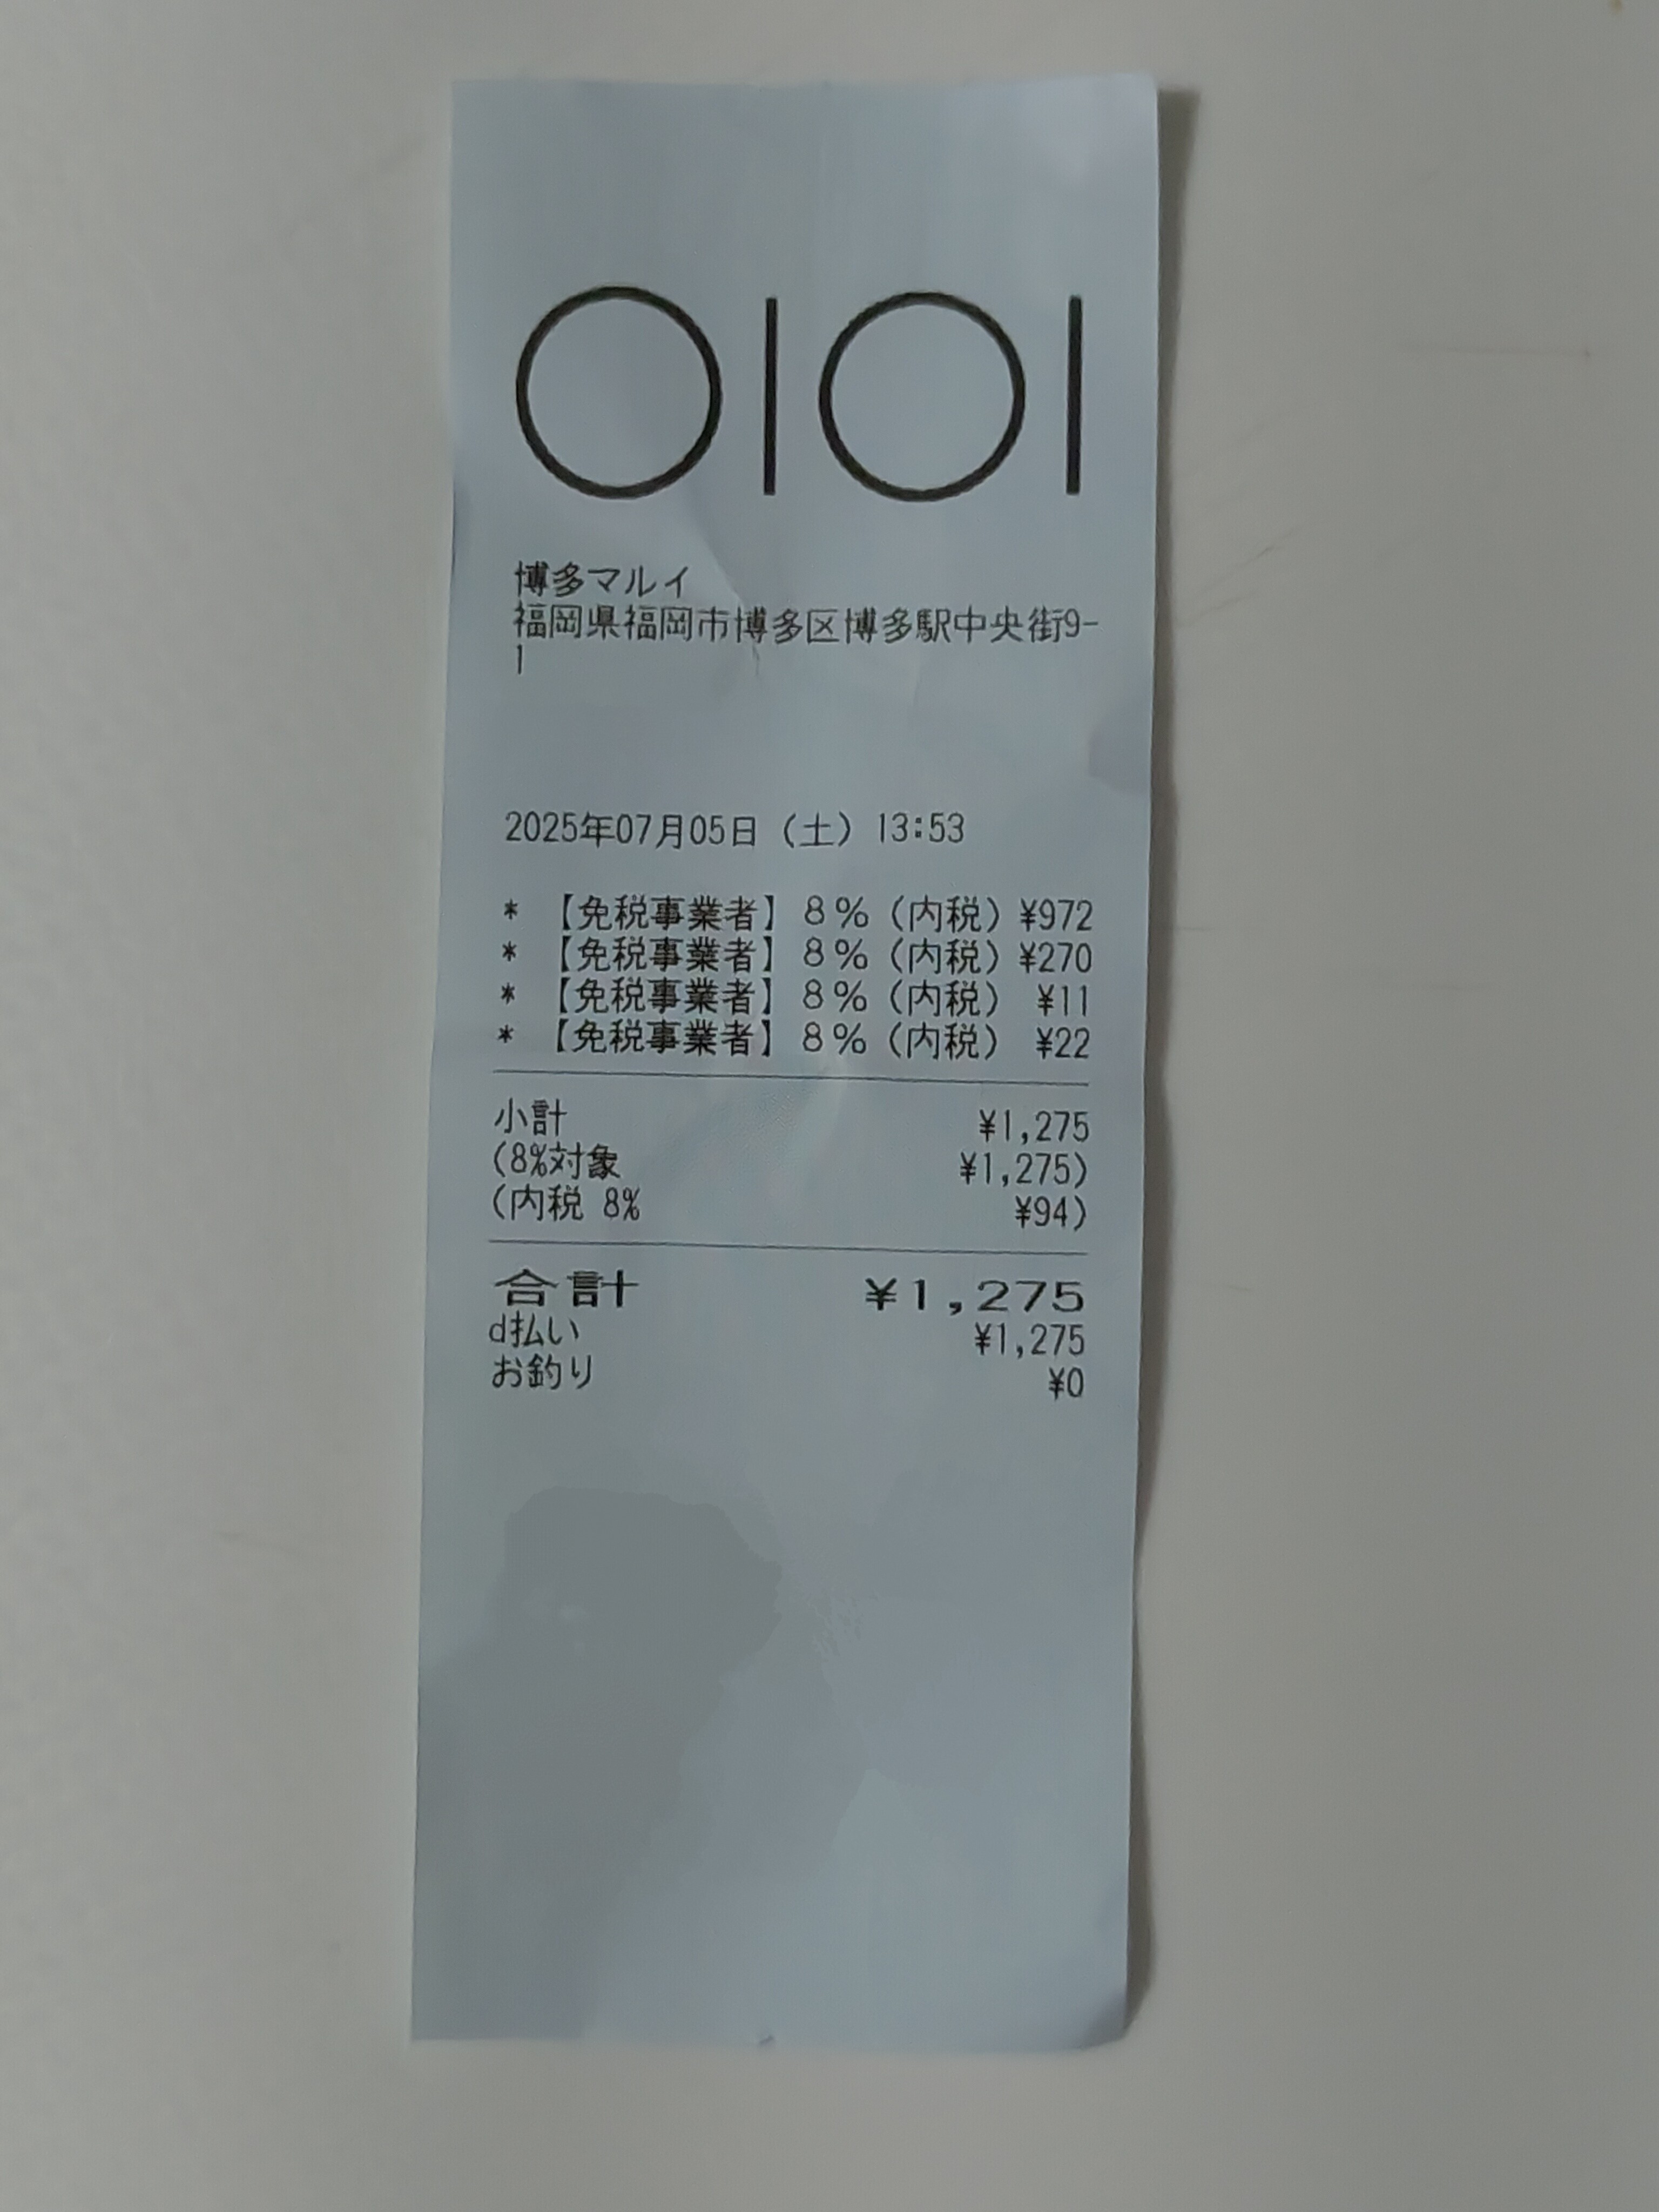 OIOI
博多マルイ
福岡県福岡市博多区博多駅中央街9-
1
2025年07月05日（土）13:53
* 【免税事業者】８％（内税）¥972
* 【免税事業者】８％（内税）¥270
* 【免税事業者】８％（内税） ¥11
* 【免税事業者】８％（内税） ¥22
小計 ¥1,275
(8%対象 ¥1,275)
(内税 8% ¥94)
合計 ¥1,275
d払い ¥1,275
お釣り ¥0